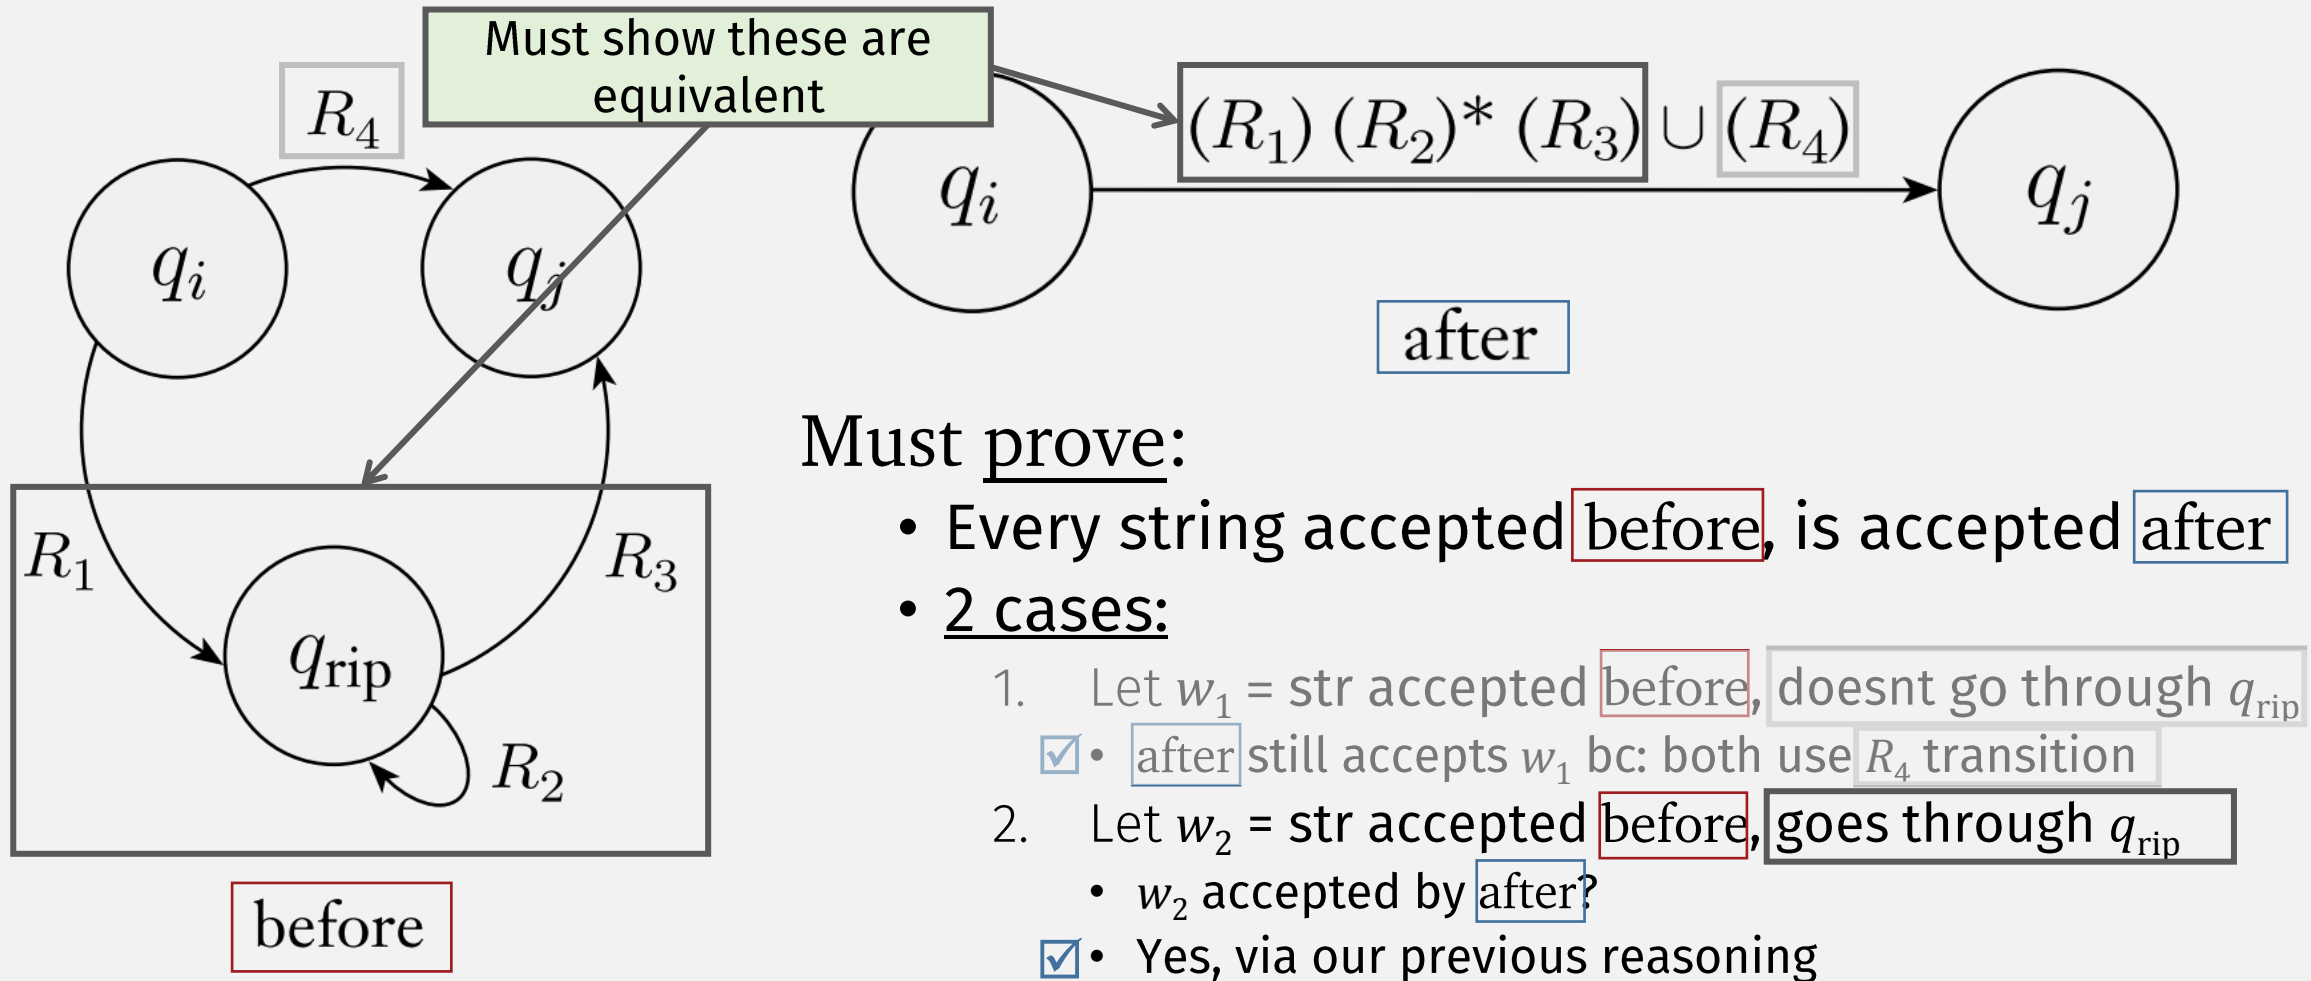 Must show these are
equivalent
R₄
(R₁) (R₂)* (R₃) ∪ (R₄)
qᵢ
qⱼ
qᵢ
qⱼ
after
R₁
R₃
q_rip
R₂
before
Must prove:
• Every string accepted before, is accepted after
• 2 cases:
1. Let w₁ = str accepted before, doesnt go through q_rip
• after still accepts w₁ bc: both use R₄ transition
2. Let w₂ = str accepted before, goes through q_rip
• w₂ accepted by after?
• Yes, via our previous reasoning